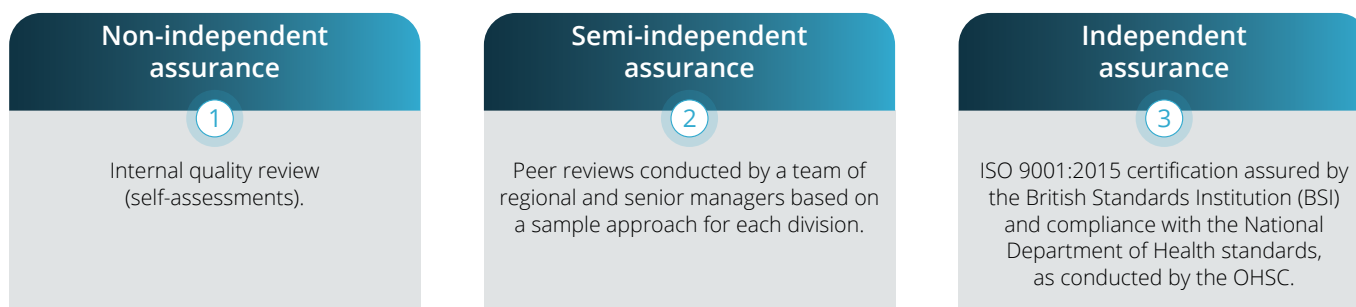 Non-independent
assurance
1
Internal quality review
(self-assessments).
Semi-independent
assurance
2
Peer reviews conducted by a team of
regional and senior managers based on
a sample approach for each division.
Independent
assurance
3
ISO 9001:2015 certification assured by
the British Standards Institution (BSI)
and compliance with the National
Department of Health standards,
as conducted by the OHSC.